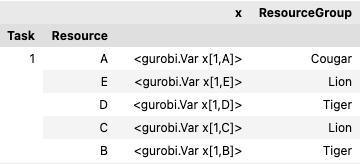 x ResourceGroup
Task Resource
1 A <gurobi.Var x[1,A]> Cougar
E <gurobi.Var x[1,E]> Lion
D <gurobi.Var x[1,D]> Tiger
C <gurobi.Var x[1,C]> Lion
B <gurobi.Var x[1,B]> Tiger